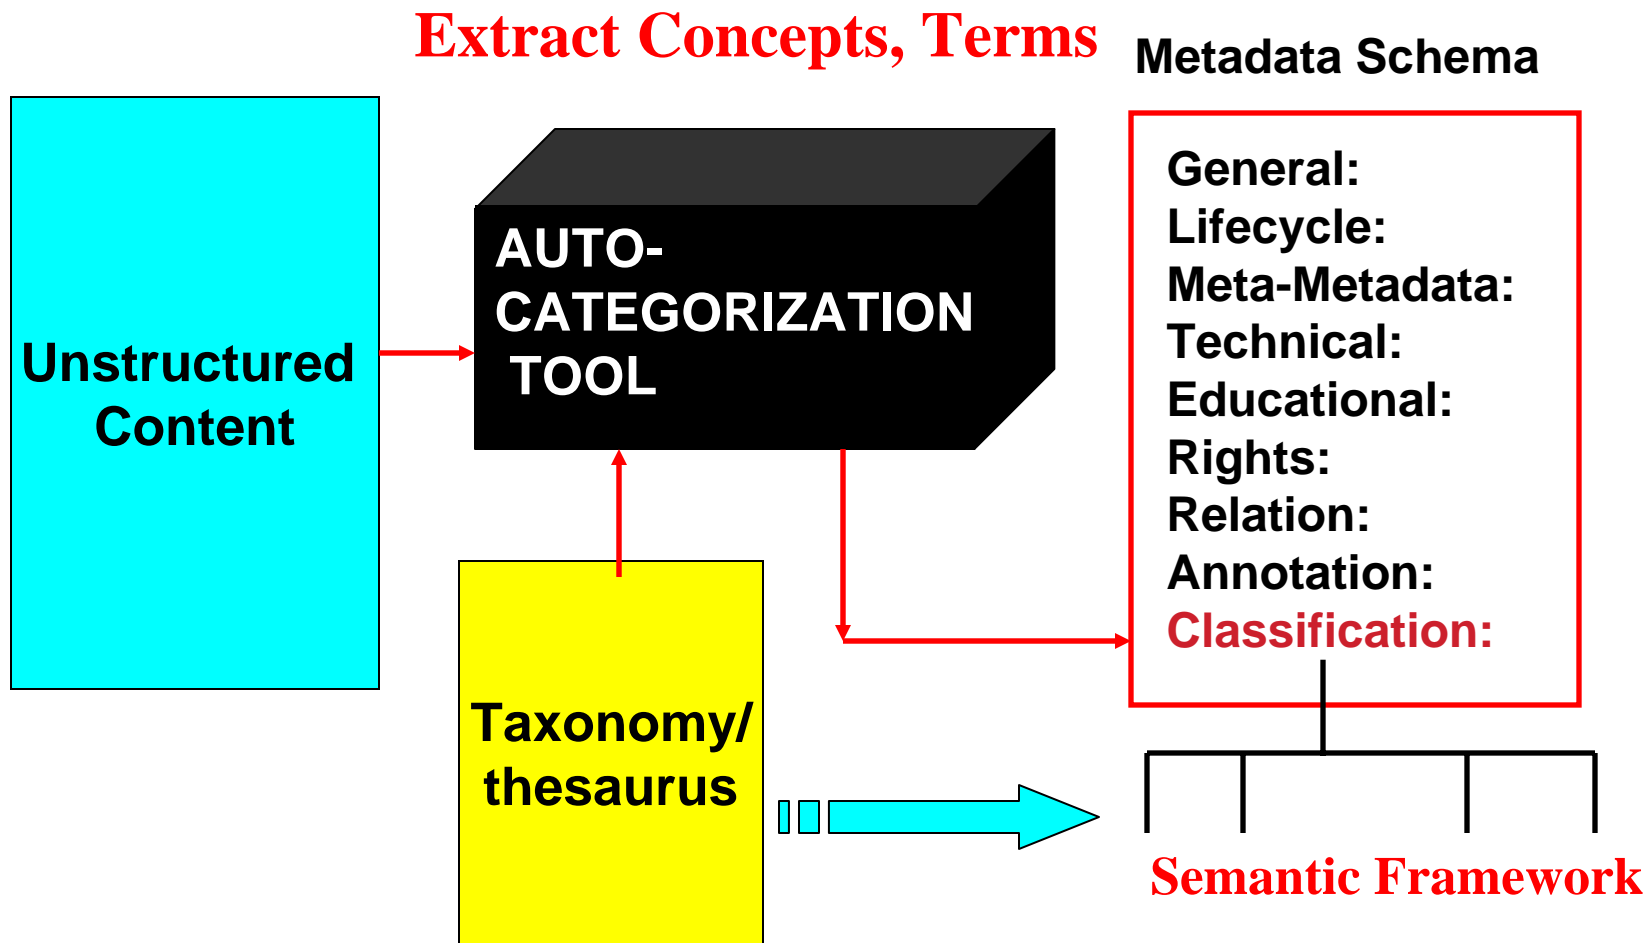 Extract Concepts, Terms
Metadata Schema
Unstructured
Content
AUTO-
CATEGORIZATION
TOOL
Taxonomy/
thesaurus
General:
Lifecycle:
Meta-Metadata:
Technical:
Educational:
Rights:
Relation:
Annotation:
Classification:
Semantic Framework